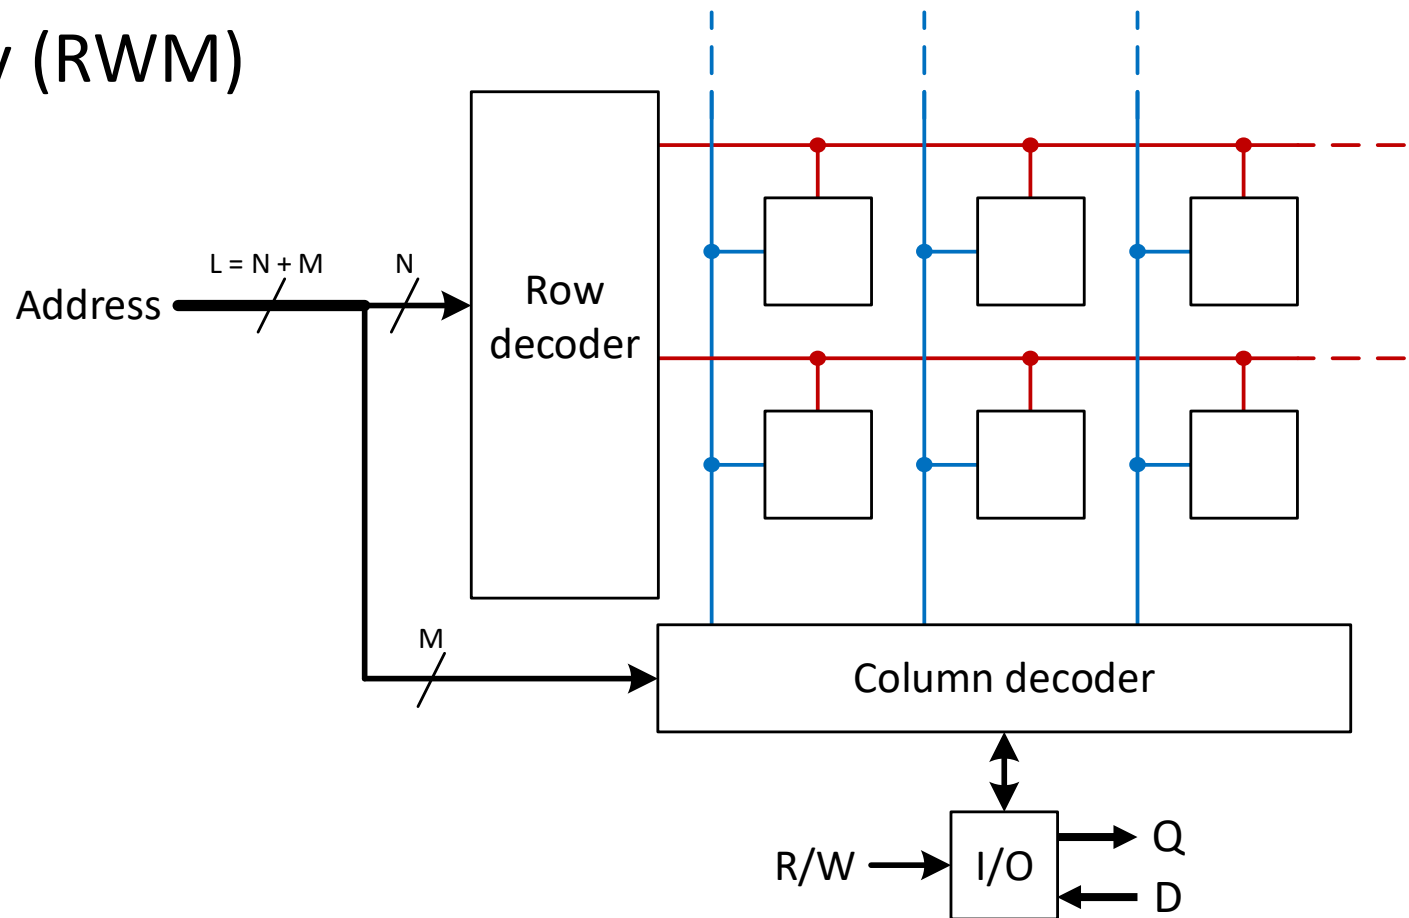 (RWM)
L = N + M
N
Address
Row
decoder
M
Column decoder
R/W
I/O
Q
D